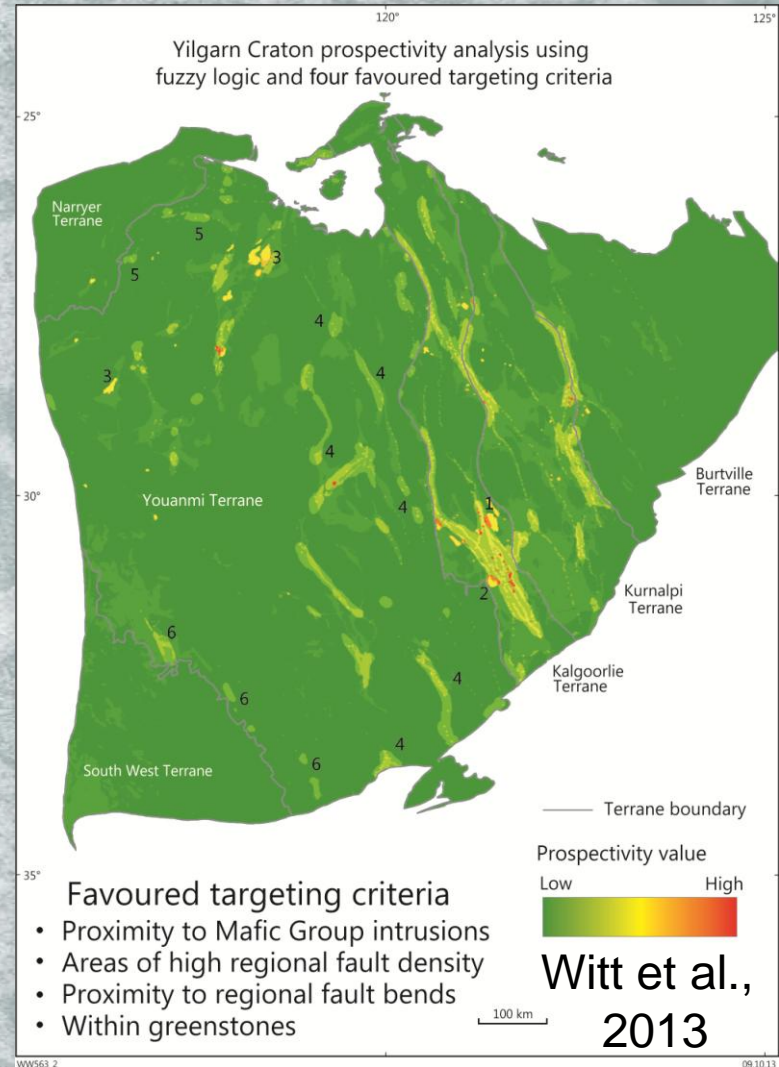 120°
125°
Yilgarn Craton prospectivity analysis using
fuzzy logic and four favoured targeting criteria
25°
Narryer
Terrane
5
3
5
4
3
4
4
30°
Youanmi Terrane
4
1
Burtville
Terrane
2
Kurnalpi
Terrane
6
Kalgoorlie
Terrane
4
6
4
6
South West Terrane
Terrane boundary
Prospectivity value
Low High
35°
Favoured targeting criteria
• Proximity to Mafic Group intrusions
• Areas of high regional fault density
• Proximity to regional fault bends
• Within greenstones
100 km
Witt et al.,
2013
WW563_2
09.10.13